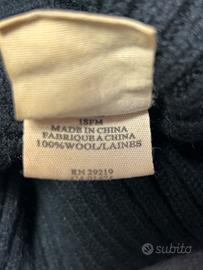 18FM
MADE IN CHINA
FABRIQUE A CHINA
100%WOOL/LAINES
RN 29219
subito